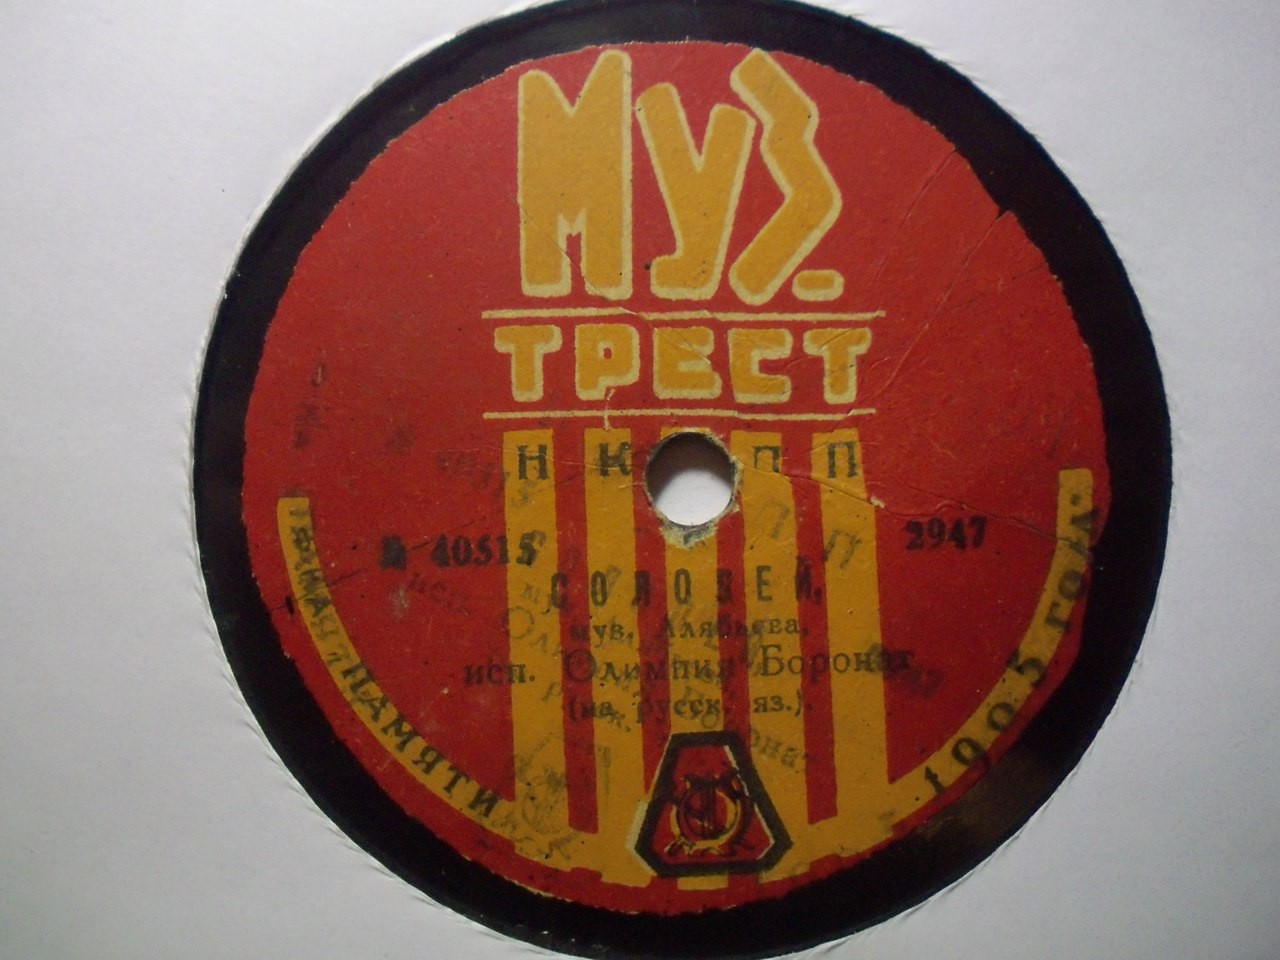 Муз.
ТРЕСТ
Н К П П
40515
2947
СОЛОВЕЙ.
муз. Алябьева.
исп. Олимпия Боронат
(на русск. яз.).
ПАМЯТИ
1905 ГОДА